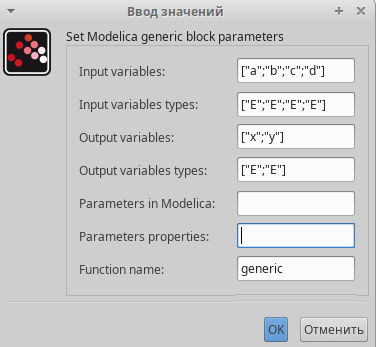 Ввод значений
Set Modelica generic block parameters
Input variables: ["a";"b";"c";"d"]
Input variables types: ["E";"E";"E";"E"]
Output variables: ["x";"y"]
Output variables types: ["E";"E"]
Parameters in Modelica:
Parameters properties:
Function name: generic
OK Отменить